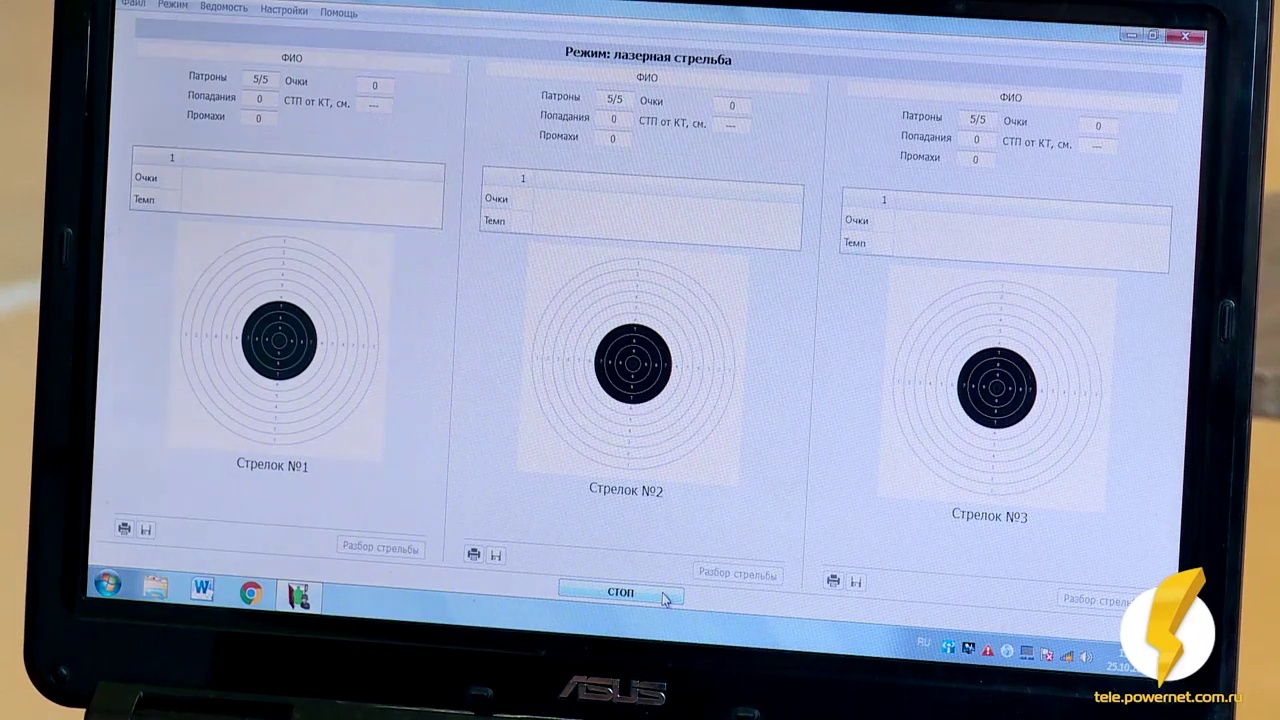 Файл Режим Ведомость Настройки Помощь
Режим: лазерная стрельба
ФИО
Патроны 5/5 Очки 0
Попадания 0 СТП от КТ, см. ---
Промахи 0
1
Очки
Темп
Стрелок №1
Разбор стрельбы
ФИО
Патроны 5/5 Очки 0
Попадания 0 СТП от КТ, см. ---
Промахи 0
1
Очки
Темп
Стрелок №2
Разбор стрельбы
ФИО
Патроны 5/5 Очки 0
Попадания 0 СТП от КТ, см. ---
Промахи 0
1
Очки
Темп
Стрелок №3
Разбор
СТОП
RU
25.10
ASUS
tele.powernet.com.ru